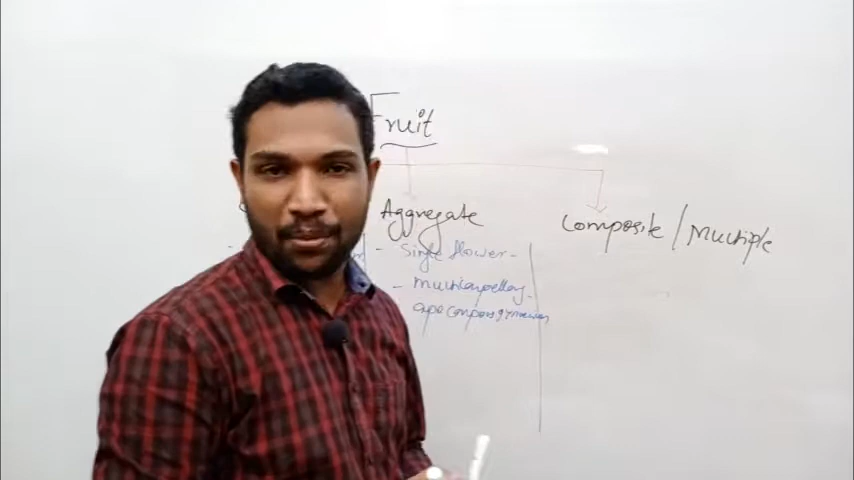 Fruit
Aggregate
Composite / Multiple
- Single flower -
- Multicarpellary